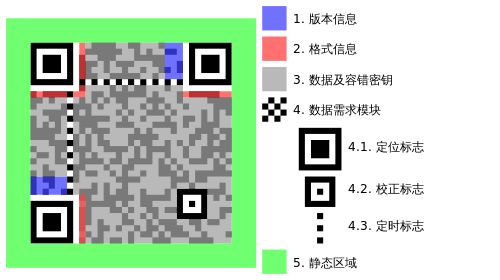 1. 版本信息
2. 格式信息
3. 数据及容错密钥
4. 数据需求模块
4.1. 定位标志
4.2. 校正标志
4.3. 定时标志
5. 静态区域